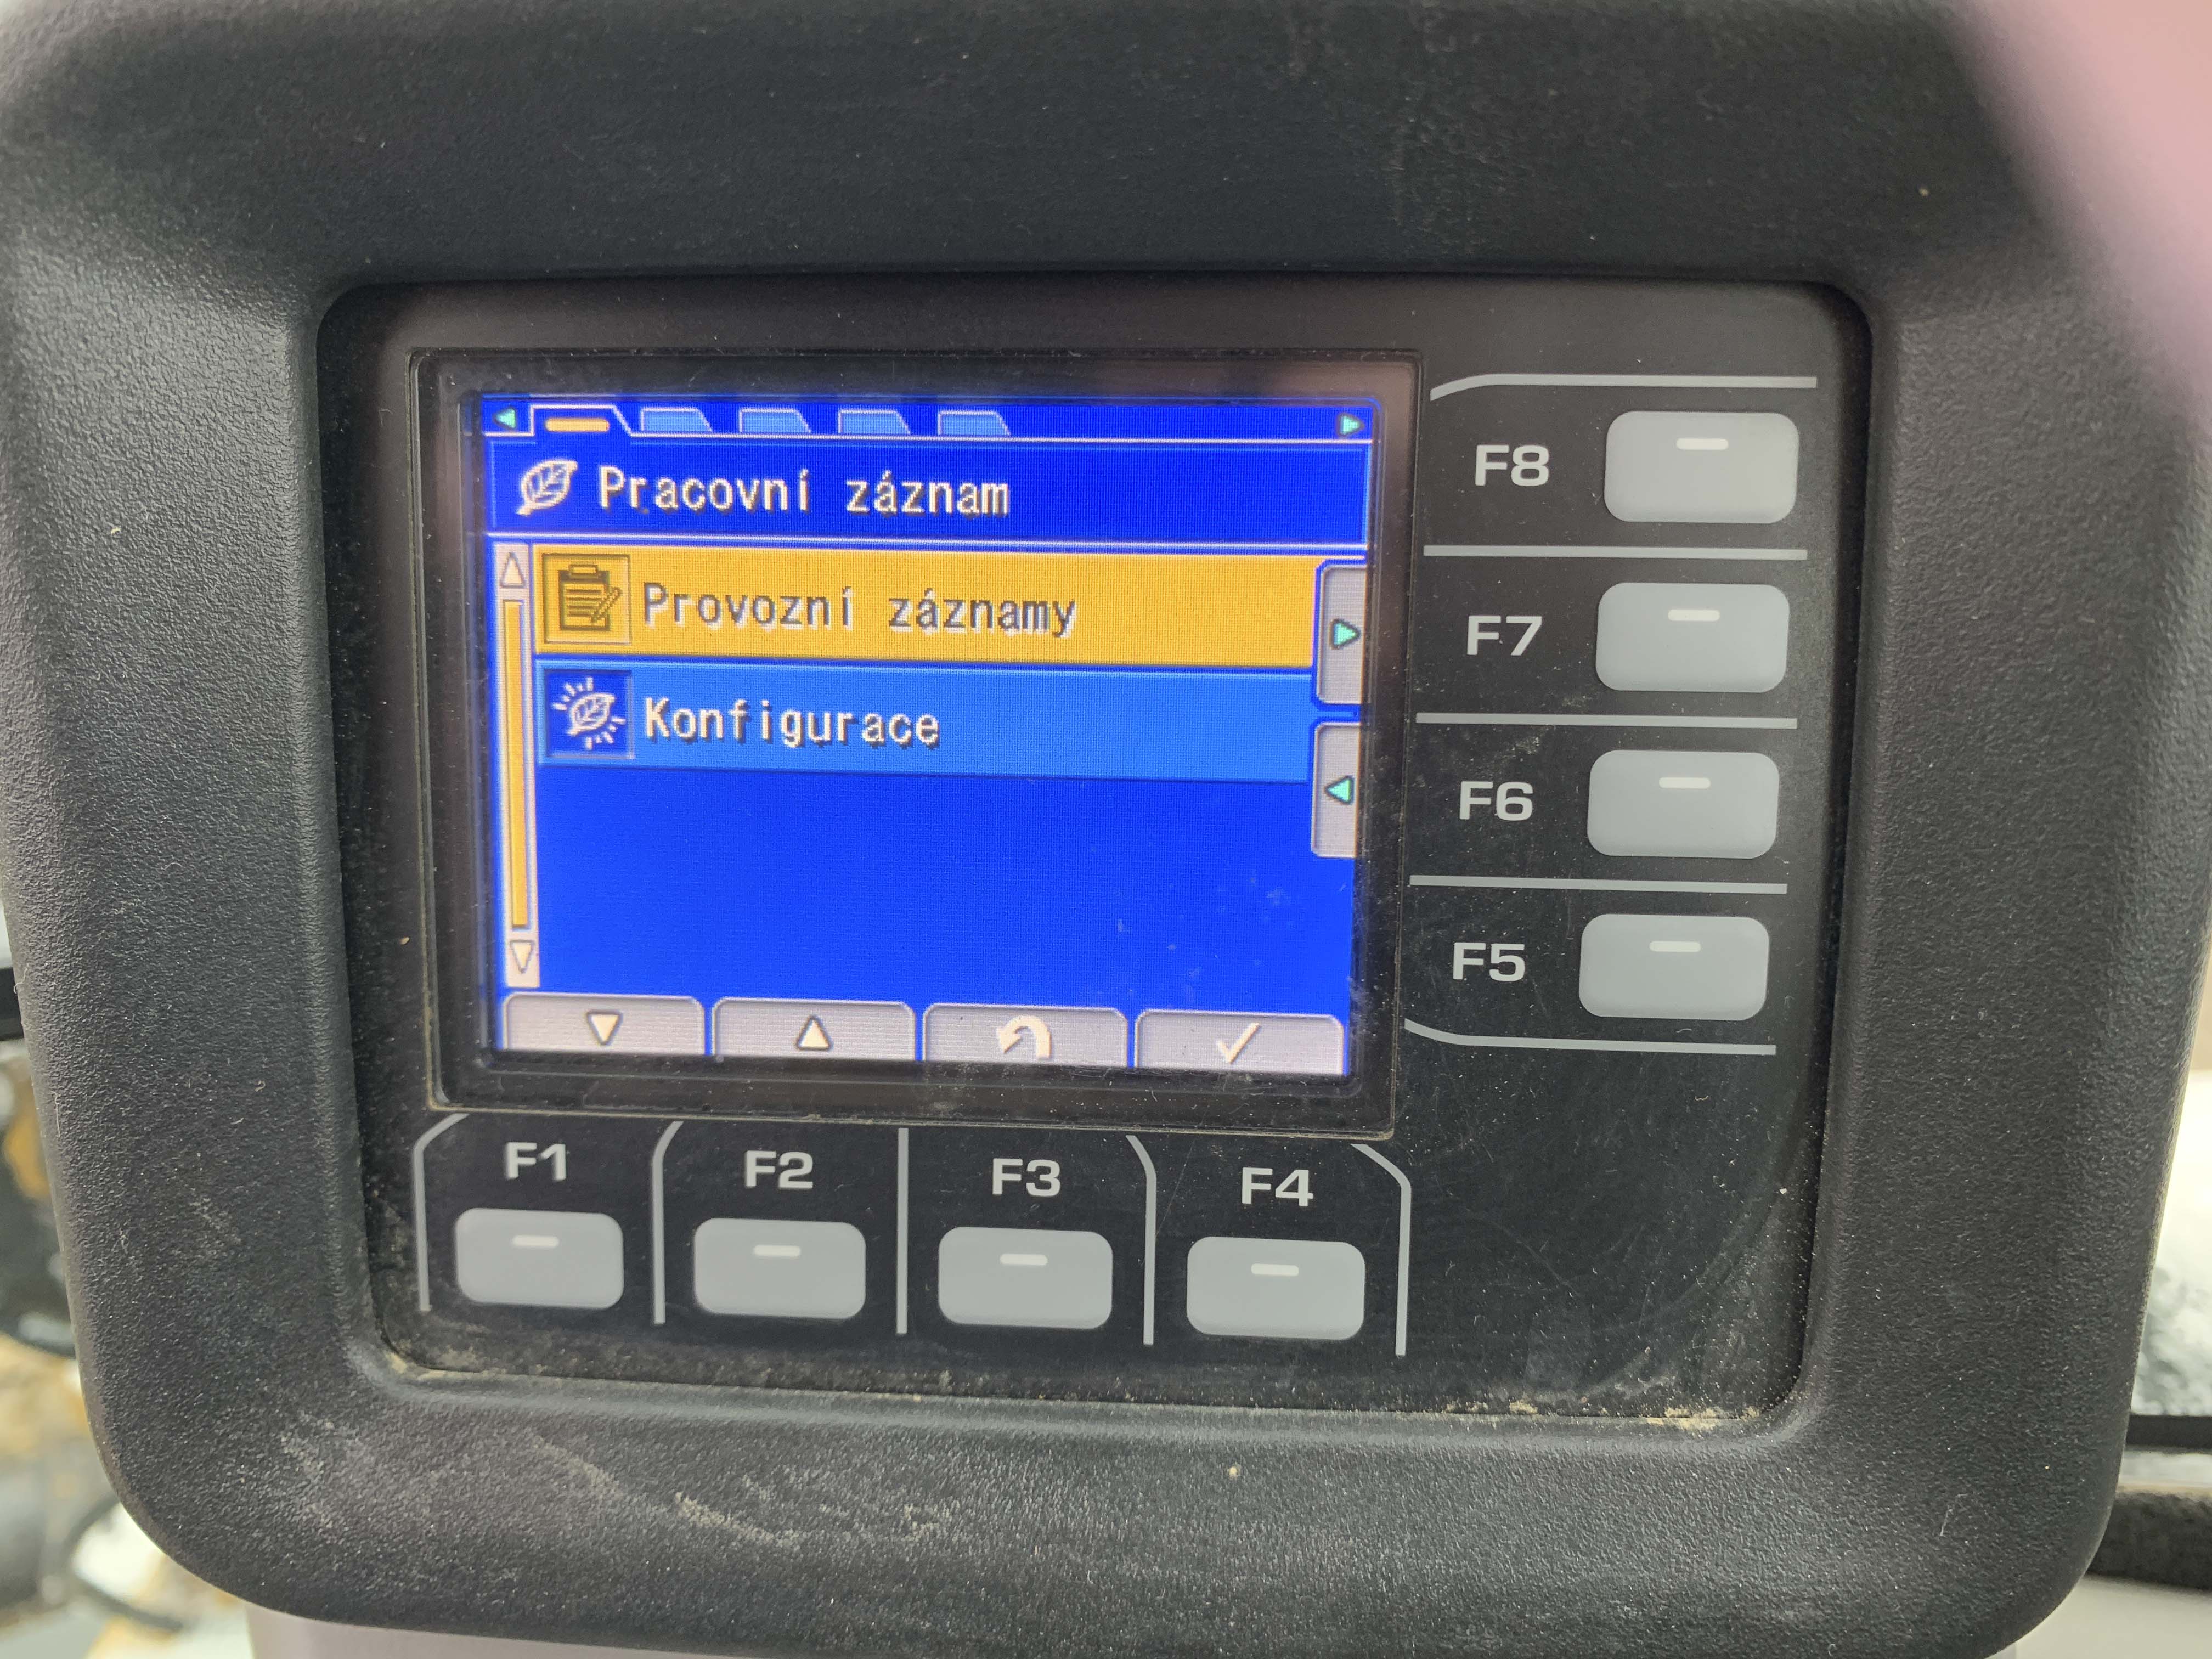 Pracovní záznam
Provozní záznamy
Konfigurace
F8
F7
F6
F5
F1 F2 F3 F4